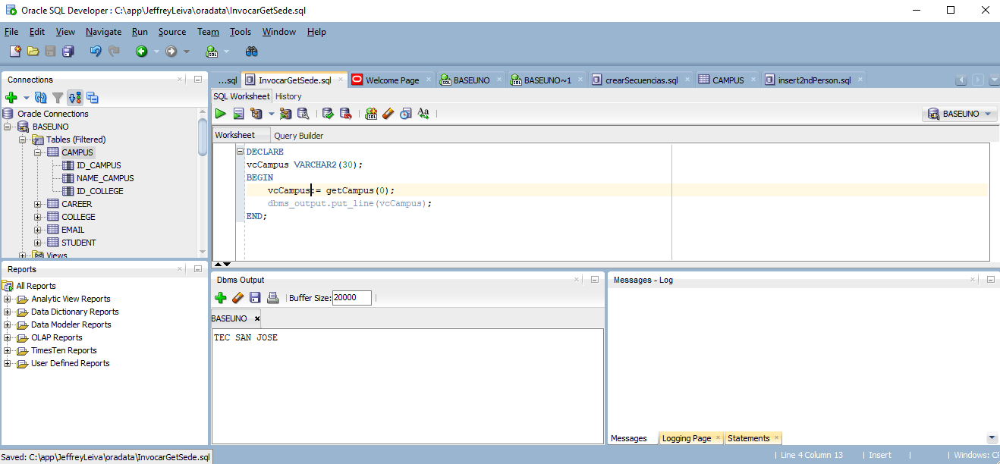 Oracle SQL Developer : C:\app\JeffreyLeiva\oradata\InvocarGetSede.sql
File Edit View Navigate Run Source Team Tools Window Help
Connections
Oracle Connections
BASEUNO
Tables (Filtered)
CAMPUS
ID_CAMPUS
NAME_CAMPUS
ID_COLLEGE
CAREER
COLLEGE
EMAIL
STUDENT
Views
Reports
All Reports
Analytic View Reports
Data Dictionary Reports
Data Modeler Reports
OLAP Reports
TimesTen Reports
User Defined Reports
...sql InvocarGetSede.sql Welcome Page BASEUNO BASEUNO~1 crearSecuencias.sql CAMPUS insert2ndPerson.sql
SQL Worksheet History
Aa
BASEUNO
Worksheet Query Builder
DECLARE
vcCampus VARCHAR2(30);
BEGIN
vcCampus:= getCampus(0);
dbms_output.put_line(vcCampus);
END;
Dbms Output
Buffer Size: 20000
BASEUNO
TEC SAN JOSE
Messages - Log
Messages Logging Page Statements
Saved: C:\app\JeffreyLeiva\oradata\InvocarGetSede.sql
Line 4 Column 13 Insert Windows: CR